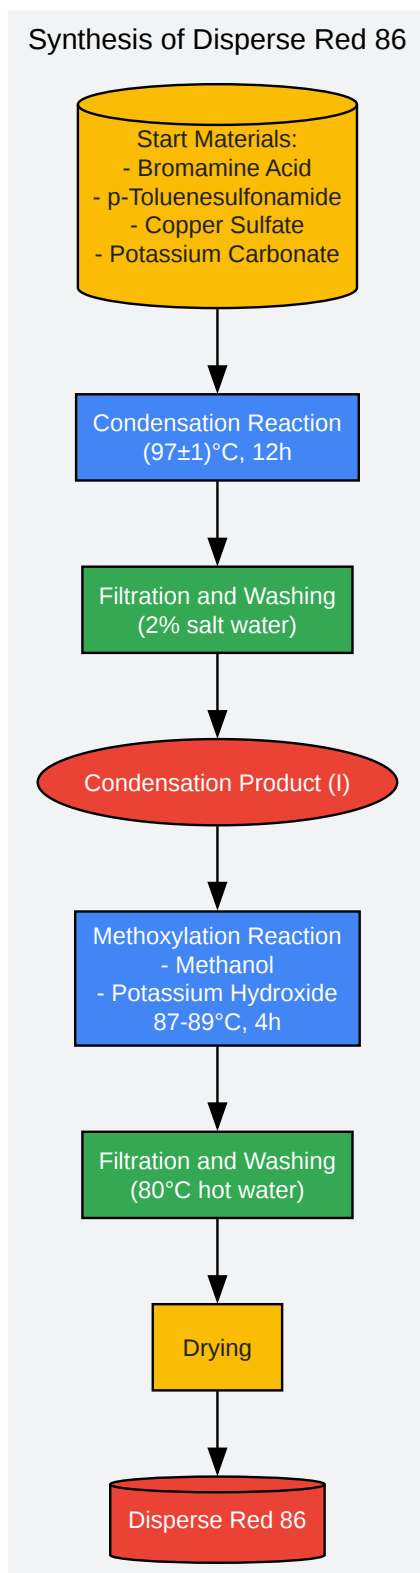 Synthesis of Disperse Red 86
Start Materials:
- Bromamine Acid
- p-Toluenesulfonamide
- Copper Sulfate
- Potassium Carbonate
Condensation Reaction
(97±1)°C, 12h
Filtration and Washing
(2% salt water)
Condensation Product (I)
Methoxylation Reaction
- Methanol
- Potassium Hydroxide
87-89°C, 4h
Filtration and Washing
(80°C hot water)
Drying
Disperse Red 86